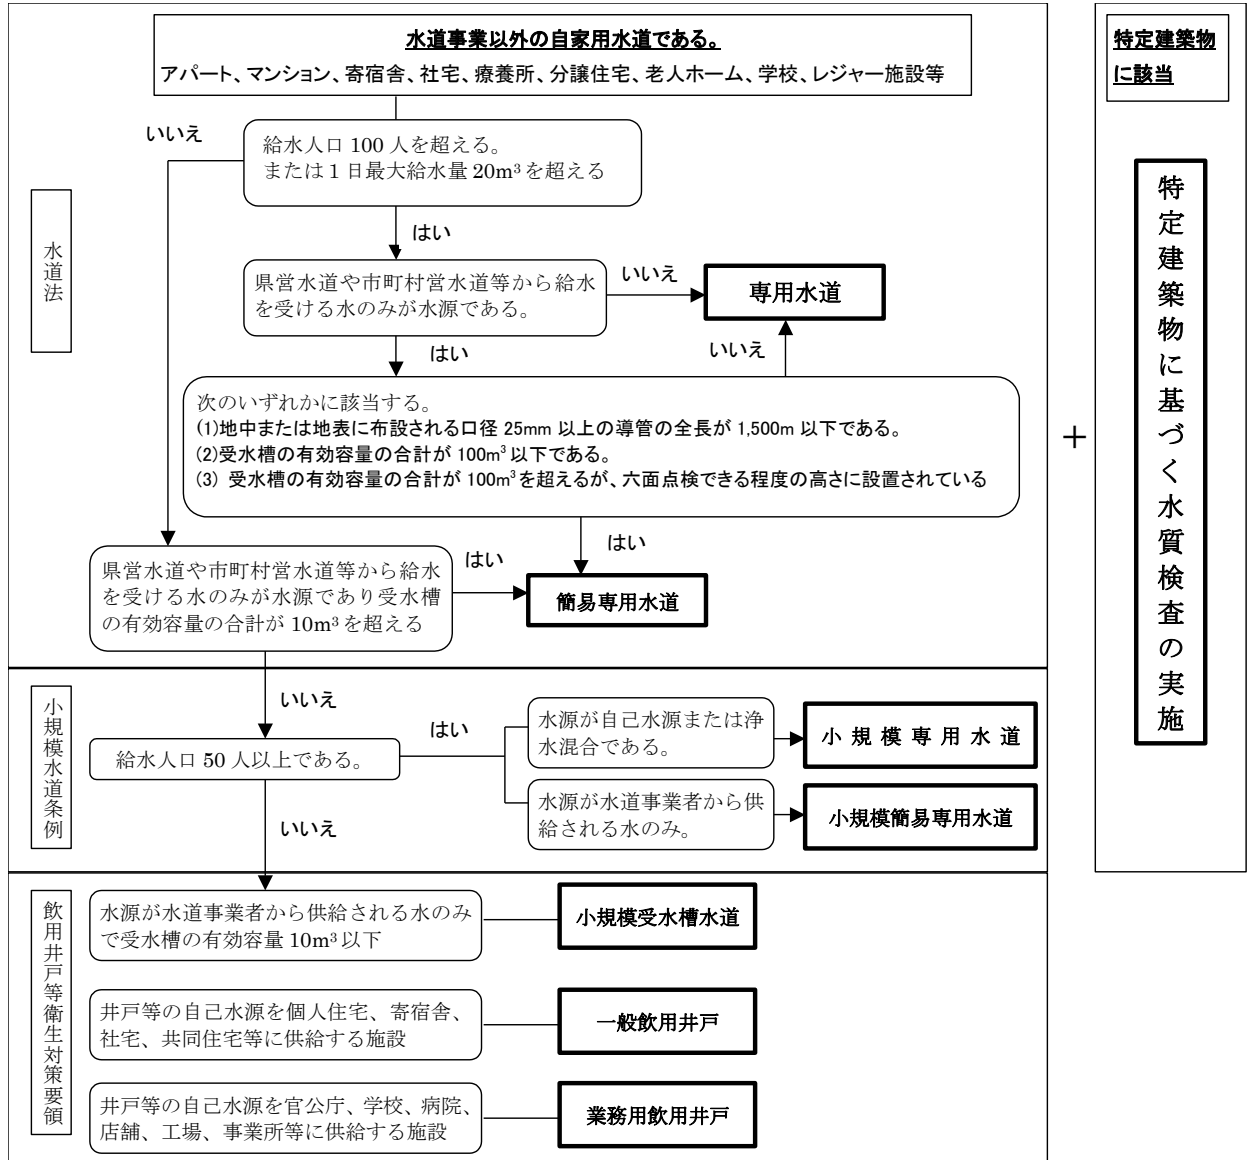 水道事業以外の自家用水道である。
アパート、マンション、寄宿舎、社宅、療養所、分譲住宅、老人ホーム、学校、レジャー施設等
特定建築物
に該当
いいえ
給水人口 100 人を超える。
または 1 日最大給水量 20m³ を超える
水道法
はい
県営水道や市町村営水道等から給水
を受ける水のみが水源である。
いいえ
専用水道
はい
いいえ
次のいずれかに該当する。
(1)地中または地表に布設される口径 25mm 以上の導管の全長が 1,500m 以下である。
(2)受水槽の有効容量の合計が 100m³ 以下である。
(3) 受水槽の有効容量の合計が 100m³ を超えるが、六面点検できる程度の高さに設置されている
はい
県営水道や市町村営水道等から給水
を受ける水のみが水源であり受水槽
の有効容量の合計が 10m³ を超える
はい
簡易専用水道
+
特定建築物に基づく水質検査の実施
小規模水道条例
いいえ
給水人口 50 人以上である。
はい
水源が自己水源または浄
水混合である。
小規模専用水道
水源が水道事業者から供
給される水のみ。
小規模簡易専用水道
いいえ
飲用井戸等衛生対策要領
水源が水道事業者から供給される水のみ
で受水槽の有効容量 10m³ 以下
小規模受水槽水道
井戸等の自己水源を個人住宅、寄宿舎、
社宅、共同住宅等に供給する施設
一般飲用井戸
井戸等の自己水源を官公庁、学校、病院、
店舗、工場、事業所等に供給する施設
業務用飲用井戸